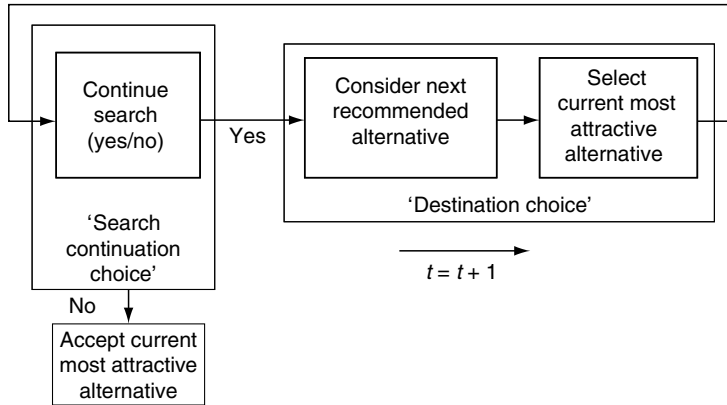 Continue
search
(yes/no)
Yes
Consider next
recommended
alternative
Select
current most
attractive
alternative
‘Search
continuation
choice’
‘Destination choice’
t = t + 1
No
Accept current
most attractive
alternative